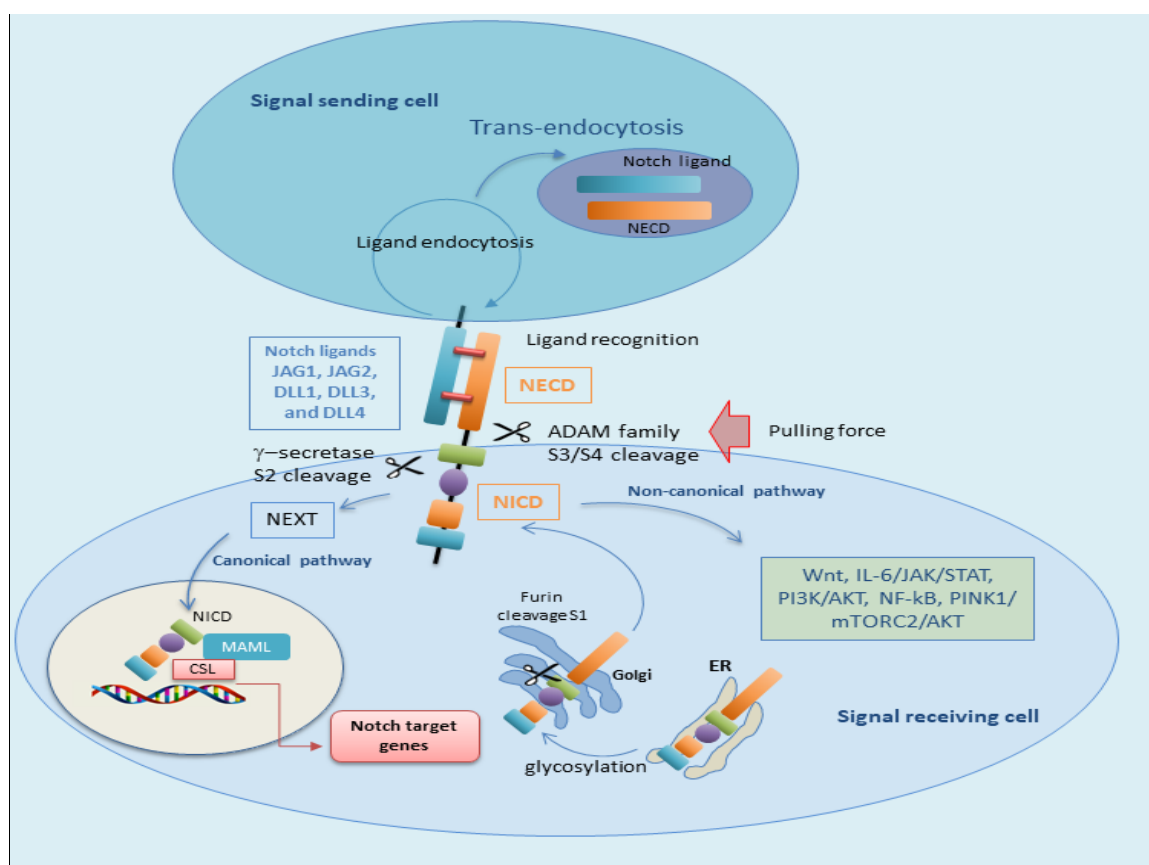 Signal sending cell
Trans-endocytosis
Notch ligand
NECD
Ligand endocytosis
Ligand recognition
Notch ligands
JAG1, JAG2,
DLL1, DLL3,
and DLL4
NECD
ADAM family
S3/S4 cleavage
Pulling force
γ–secretase
S2 cleavage
NEXT
NICD
Non-canonical pathway
Canonical pathway
Wnt, IL-6/JAK/STAT,
PI3K/AKT, NF-kB, PINK1/
mTORC2/AKT
NICD
MAML
CSL
Furin
cleavage S1
Golgi
ER
Notch target
genes
glycosylation
Signal receiving cell